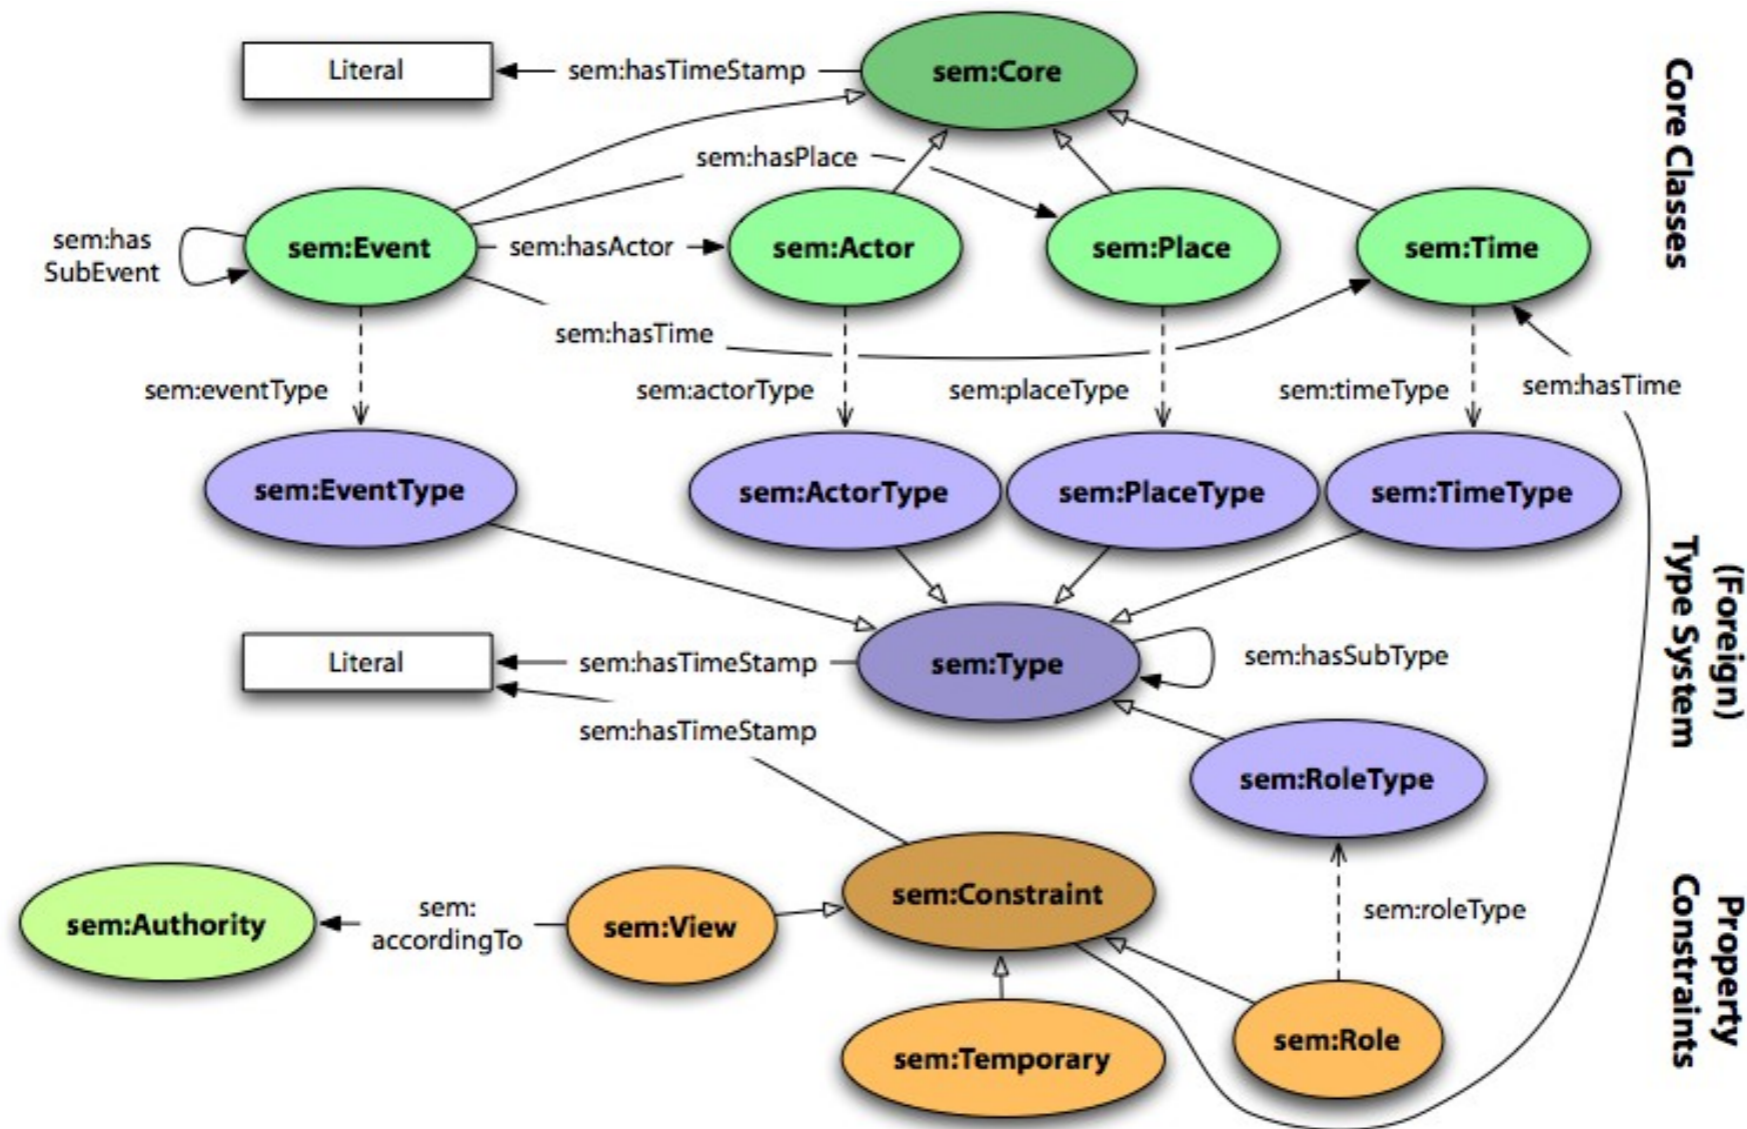 Literal
sem:hasTimeStamp
sem:Core
sem:hasPlace
sem:has
SubEvent
sem:Event
sem:hasActor
sem:Actor
sem:Place
sem:Time
Core Classes
sem:hasTime
sem:eventType
sem:actorType
sem:placeType
sem:timeType
sem:hasTime
sem:EventType
sem:ActorType
sem:PlaceType
sem:TimeType
(Foreign)
Type System
Literal
sem:hasTimeStamp
sem:Type
sem:hasSubType
sem:hasTimeStamp
sem:RoleType
sem:Authority
sem:
accordingTo
sem:View
sem:Constraint
sem:roleType
Property
Constraints
sem:Temporary
sem:Role